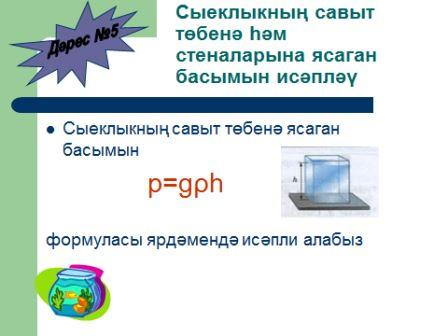 Дәрес №5
Сыеклыкның савыт
төбенә һәм
стеналарына ясаган
басымын исәпләү
Сыеклыкның савыт төбенә ясаган
басымын
p=gρh
h
формуласы ярдәмендә исәпли алабыз